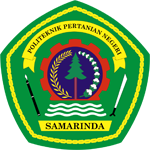 POLITEKNIK PERTANIAN NEGERI
SAMARINDA